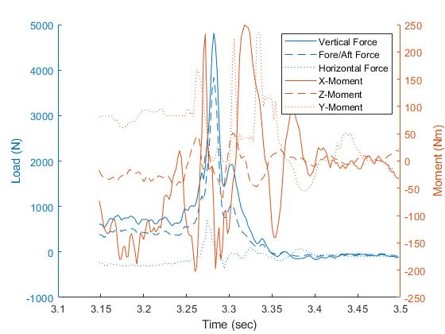 5000
4000
3000
2000
1000
0
-1000
Load (N)
250
200
150
100
50
0
-50
-100
-150
-200
-250
Moment (Nm)
Vertical Force
Fore/Aft Force
Horizontal Force
X-Moment
Z-Moment
Y-Moment
3.1 3.15 3.2 3.25 3.3 3.35 3.4 3.45 3.5
Time (sec)